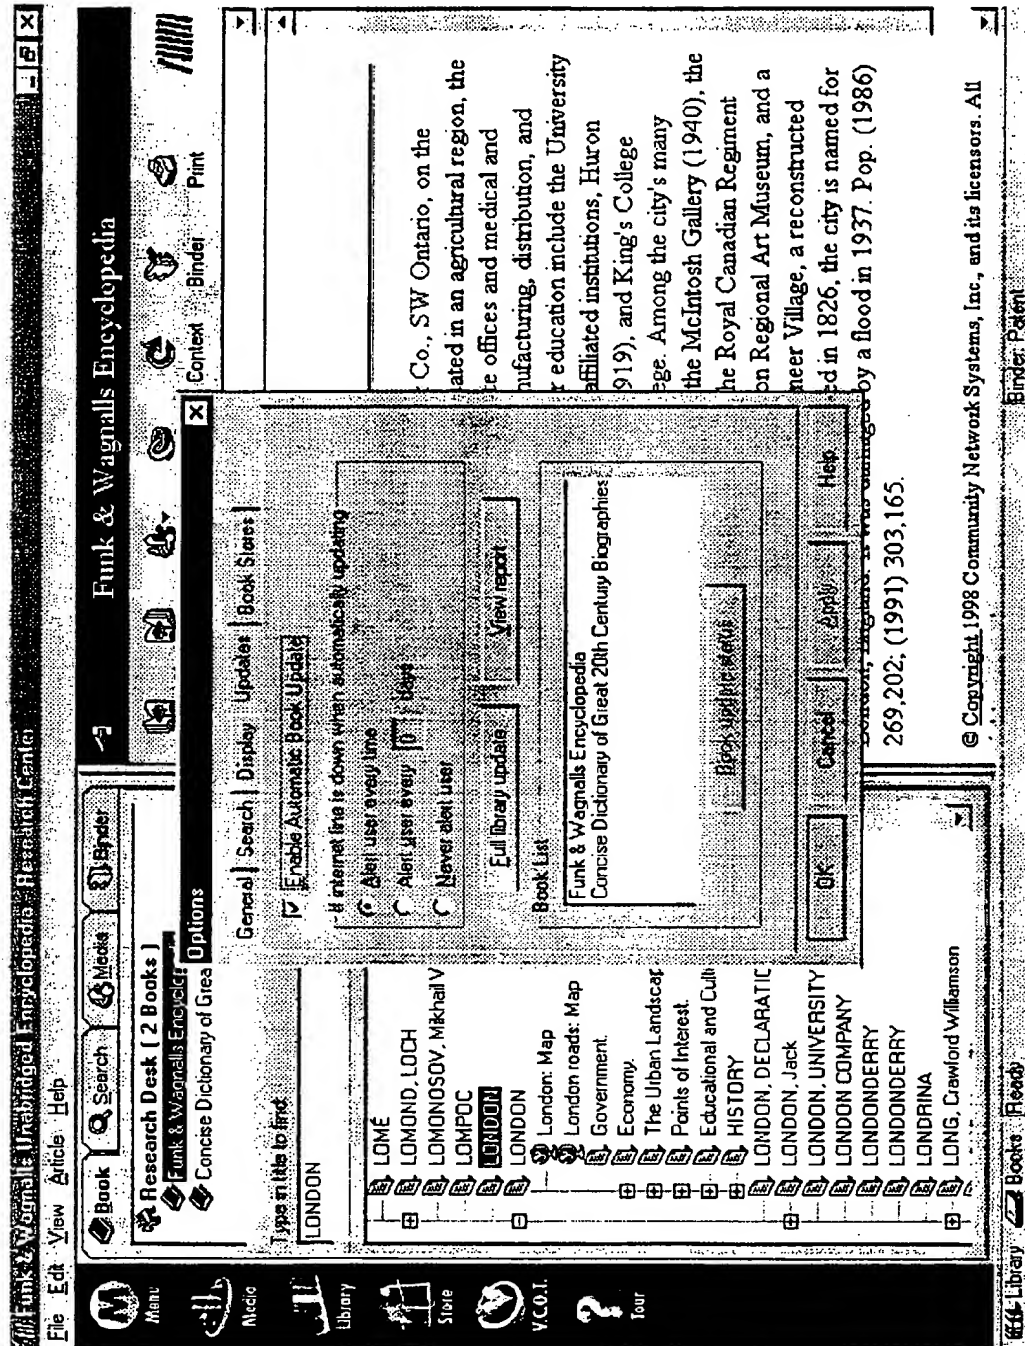 Funk & Wagnalls Unabridged Encyclopedia - Research Center
File Edit View Article Help
Menu
Media
Library
Store
V.C.O.T.
Tour
Book Search Media Binder
Research Desk ( 2 Books )
Funk & Wagnalls Encyclo
Concise Dictionary of Grea
Type in title to find:
LONDON
LOMÉ
LOMOND, LOCH
LOMONOSOV, Mikhail V
LOMPOC
LONDON
LONDON
London: Map
London roads: Map
Government.
Economy.
The Urban Landscap
Points of Interest.
Educational and Cult
HISTORY
LONDON, DECLARATIO
LONDON, Jack
LONDON, UNIVERSITY
LONDON COMPANY
LONDONDERRY
LONDONDERRY
LONDRINA
LONG, Crawford Williamson
Funk & Wagnalls Encyclopedia
Context Binder Print
Co., SW Ontario, on the
ated in an agricultural region, the
e offices and medical and
nufacturing, distribution, and
r education include the University
affiliated institutions, Huron
919), and King's College
ege. Among the city's many
the McIntosh Gallery (1940), the
he Royal Canadian Regiment
on Regional Art Museum, and a
neer Village, a reconstructed
ed in 1826, the city is named for
London, England. It was damaged by a flood in 1937. Pop. (1986)
269,202; (1991) 303,165.
© Copyright 1998 Community Network Systems, Inc., and its licensors. All
Options
General Search Display Updates Book Stores
Enable Automatic Book Update
If internet line is down when automatically updating
Alert user every time
Alert user every 0 Days
Never alert user
Full library update View report
Book List
Funk & Wagnalls Encyclopedia
Concise Dictionary of Great 20th Century Biographies
Book update status
OK Cancel Apply Help
Library Books Ready Binder: Patent